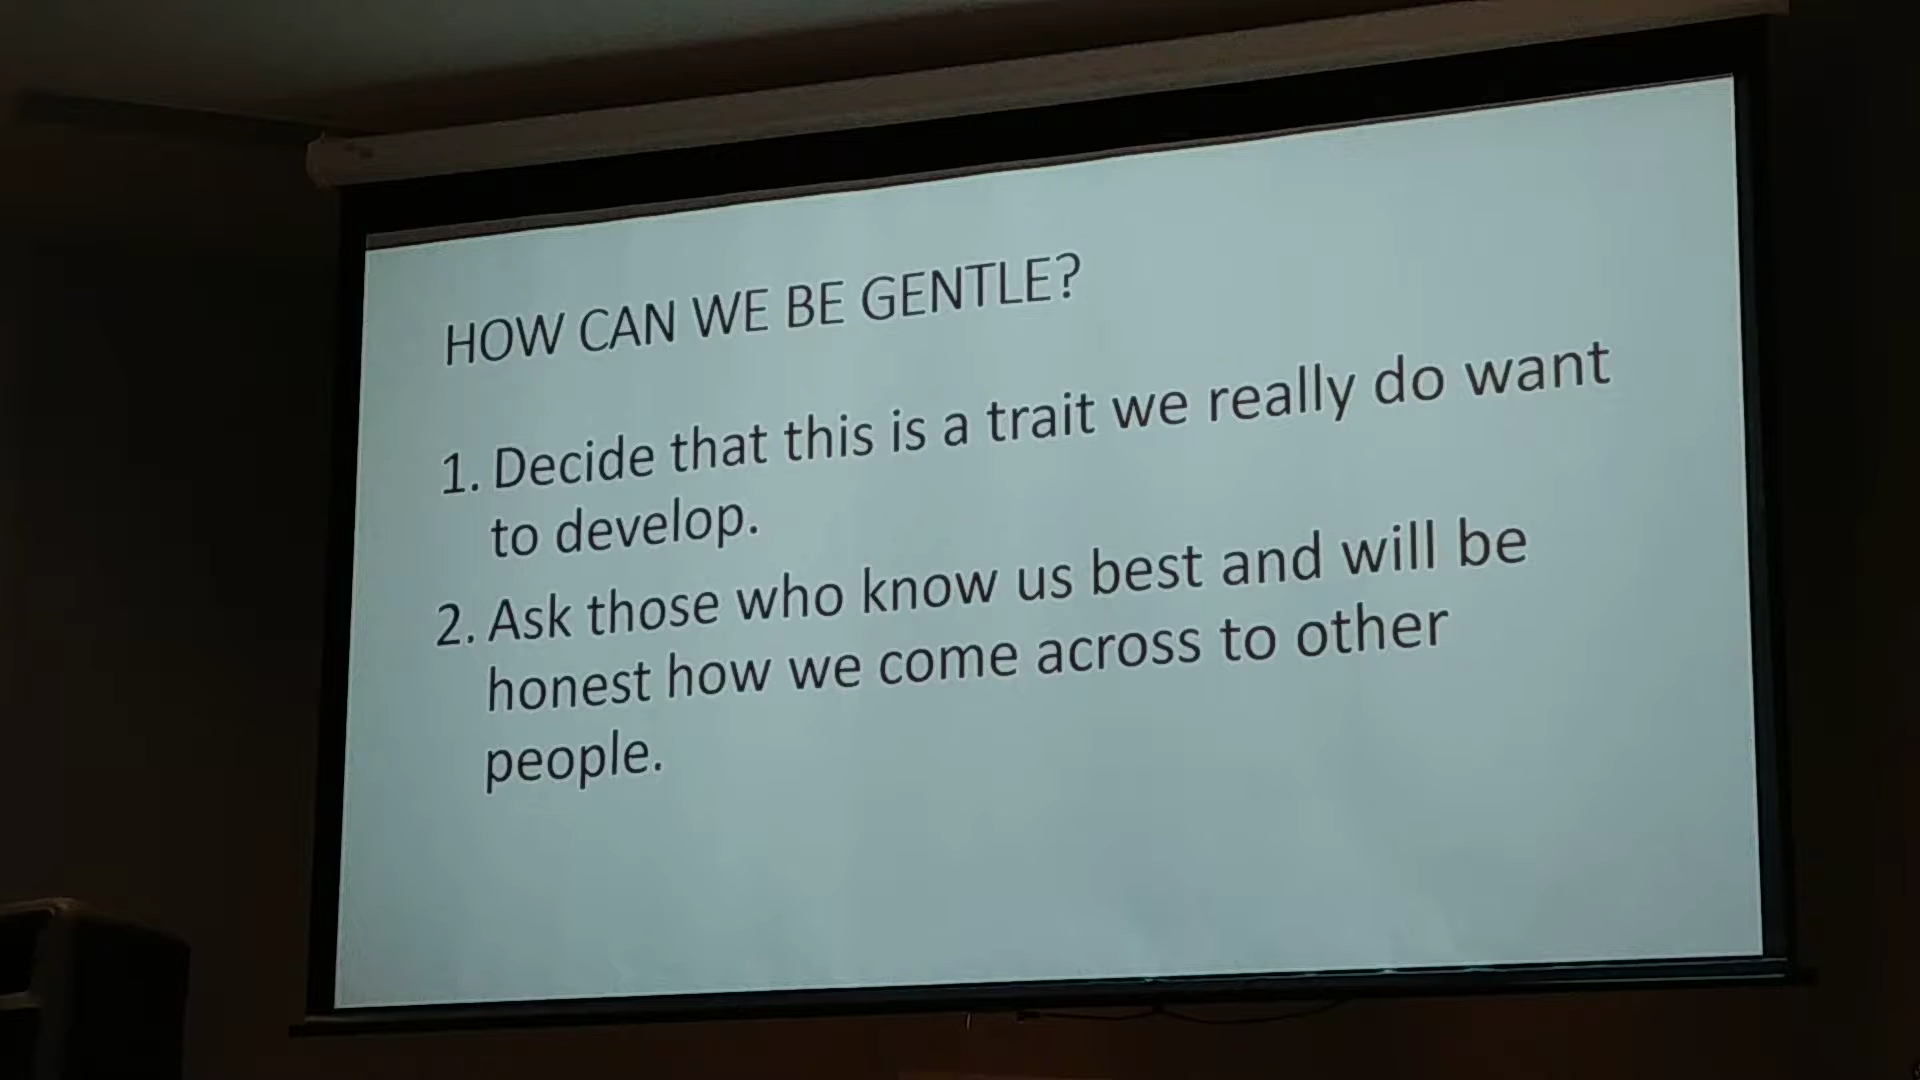 HOW CAN WE BE GENTLE?
1. Decide that this is a trait we really do want
to develop.
2. Ask those who know us best and will be
honest how we come across to other
people.